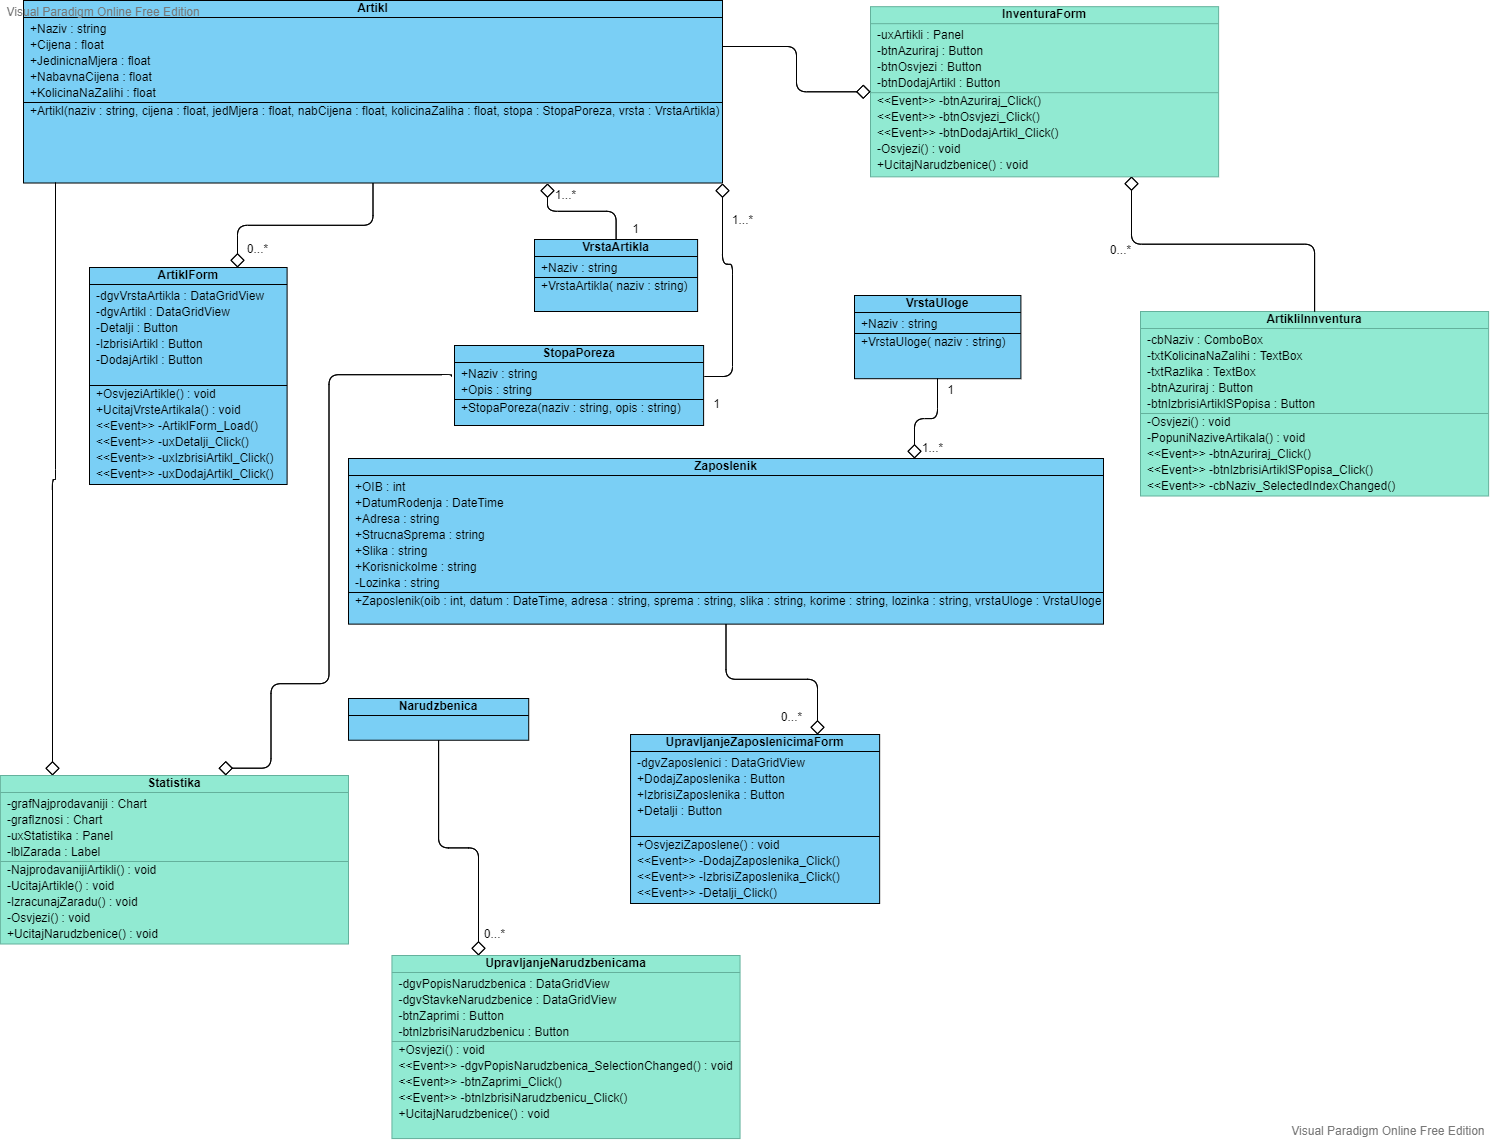 Visual Paradigm Online Free Edition
Artikl
+Naziv : string
+Cijena : float
+JedinicnaMjera : float
+NabavnaCijena : float
+KolicinaNaZalihi : float
+Artikl(naziv : string, cijena : float, jedMjera : float, nabCijena : float, kolicinaZaliha : float, stopa : StopaPoreza, vrsta : VrstaArtikla)
InventuraForm
-uxArtikli : Panel
-btnAzuriraj : Button
-btnOsvjezi : Button
-btnDodajArtikl : Button
<<Event>> -btnAzuriraj_Click()
<<Event>> -btnOsvjezi_Click()
<<Event>> -btnDodajArtikl_Click()
-Osvjezi() : void
+UcitajNarudzbenice() : void
1...*
1...*
1
0...*
0...*
ArtiklForm
-dgvVrstaArtikla : DataGridView
-dgvArtikl : DataGridView
-Detalji : Button
-IzbrisiArtikl : Button
-DodajArtikl : Button
+OsvjeziArtikle() : void
+UcitajVrsteArtikala() : void
<<Event>> -ArtiklForm_Load()
<<Event>> -uxDetalji_Click()
<<Event>> -uxIzbrisiArtikl_Click()
<<Event>> -uxDodajArtikl_Click()
VrstaArtikla
+Naziv : string
+VrstaArtikla( naziv : string)
VrstaUloge
+Naziv : string
+VrstaUloge( naziv : string)
1
ArtikliInnventura
-cbNaziv : ComboBox
-txtKolicinaNaZalihi : TextBox
-txtRazlika : TextBox
-btnAzuriraj : Button
-btnIzbrisiArtiklSPopisa : Button
-Osvjezi() : void
-PopuniNaziveArtikala() : void
<<Event>> -btnAzuriraj_Click()
<<Event>> -btnIzbrisiArtiklSPopisa_Click()
<<Event>> -cbNaziv_SelectedIndexChanged()
StopaPoreza
+Naziv : string
+Opis : string
+StopaPoreza(naziv : string, opis : string)
1
1...*
Zaposlenik
+OIB : int
+DatumRodenja : DateTime
+Adresa : string
+StrucnaSprema : string
+Slika : string
+KorisnickoIme : string
-Lozinka : string
+Zaposlenik(oib : int, datum : DateTime, adresa : string, sprema : string, slika : string, korime : string, lozinka : string, vrstaUloge : VrstaUloge
Narudzbenica
0...*
UpravljanjeZaposlenicimaForm
-dgvZaposlenici : DataGridView
+DodajZaposlenika : Button
+IzbrisiZaposlenika : Button
+Detalji : Button
+OsvjeziZaposlene() : void
<<Event>> -DodajZaposlenika_Click()
<<Event>> -IzbrisiZaposlenika_Click()
<<Event>> -Detalji_Click()
Statistika
-grafNajprodavaniji : Chart
-grafIznosi : Chart
-uxStatistika : Panel
-lblZarada : Label
-NajprodavanijiArtikli() : void
-UcitajArtikle() : void
-IzracunajZaradu() : void
-Osvjezi() : void
+UcitajNarudzbenice() : void
0...*
UpravljanjeNarudzbenicama
-dgvPopisNarudzbenica : DataGridView
-dgvStavkeNarudzbenice : DataGridView
-btnZaprimi : Button
-btnIzbrisiNarudzbenicu : Button
+Osvjezi() : void
<<Event>> -dgvPopisNarudzbenica_SelectionChanged() : void
<<Event>> -btnZaprimi_Click()
<<Event>> -btnIzbrisiNarudzbenicu_Click()
+UcitajNarudzbenice() : void
Visual Paradigm Online Free Edition